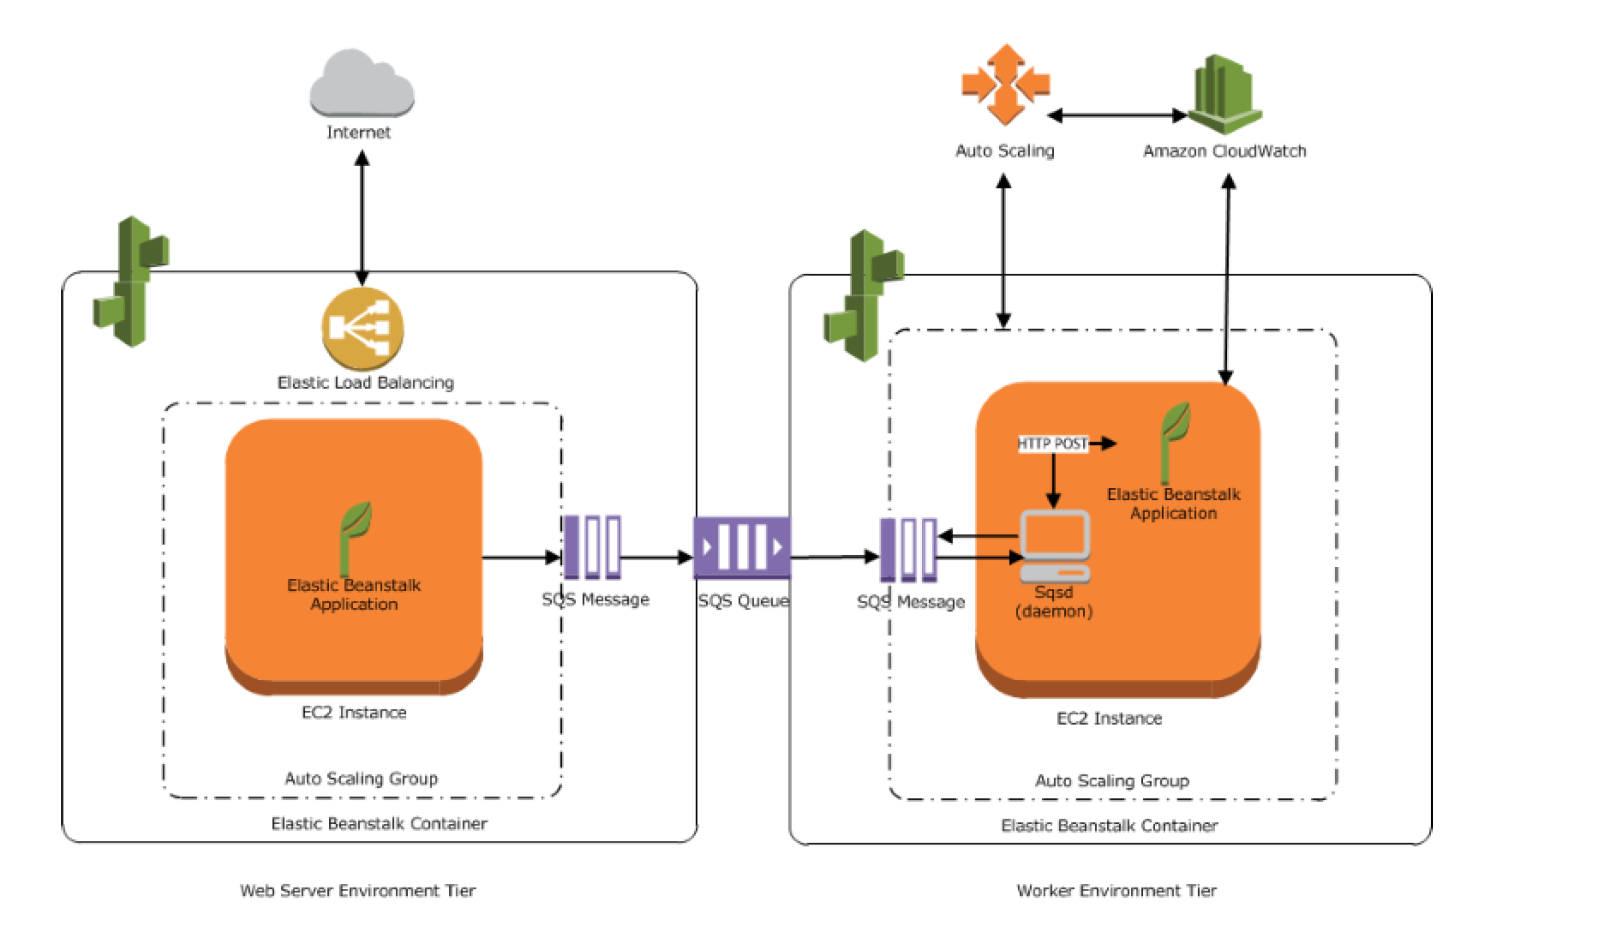 Internet
Auto Scaling
Amazon CloudWatch
Elastic Load Balancing
HTTP POST
Elastic Beanstalk
Application
Elastic Beanstalk
Application
SQS Message
SQS Queue
SQS Message
Sqsd
(daemon)
EC2 Instance
EC2 Instance
Auto Scaling Group
Auto Scaling Group
Elastic Beanstalk Container
Elastic Beanstalk Container
Web Server Environment Tier
Worker Environment Tier